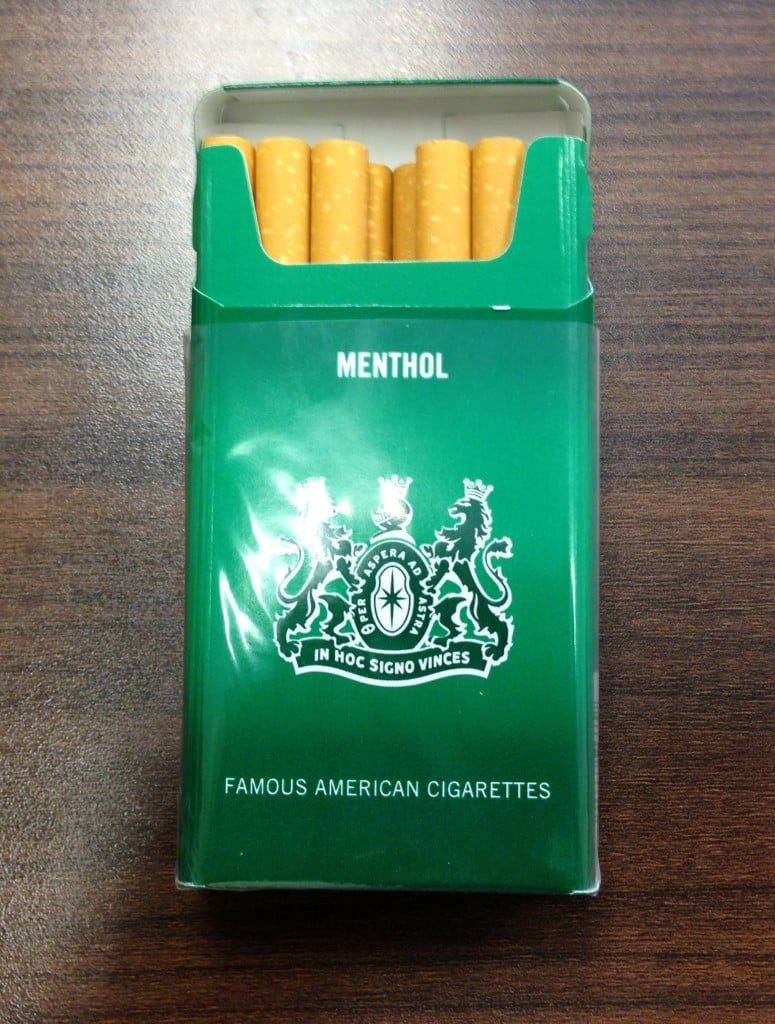 MENTHOL
PER ASPERA AD ASTRA
IN HOC SIGNO VINCES
FAMOUS AMERICAN CIGARETTES